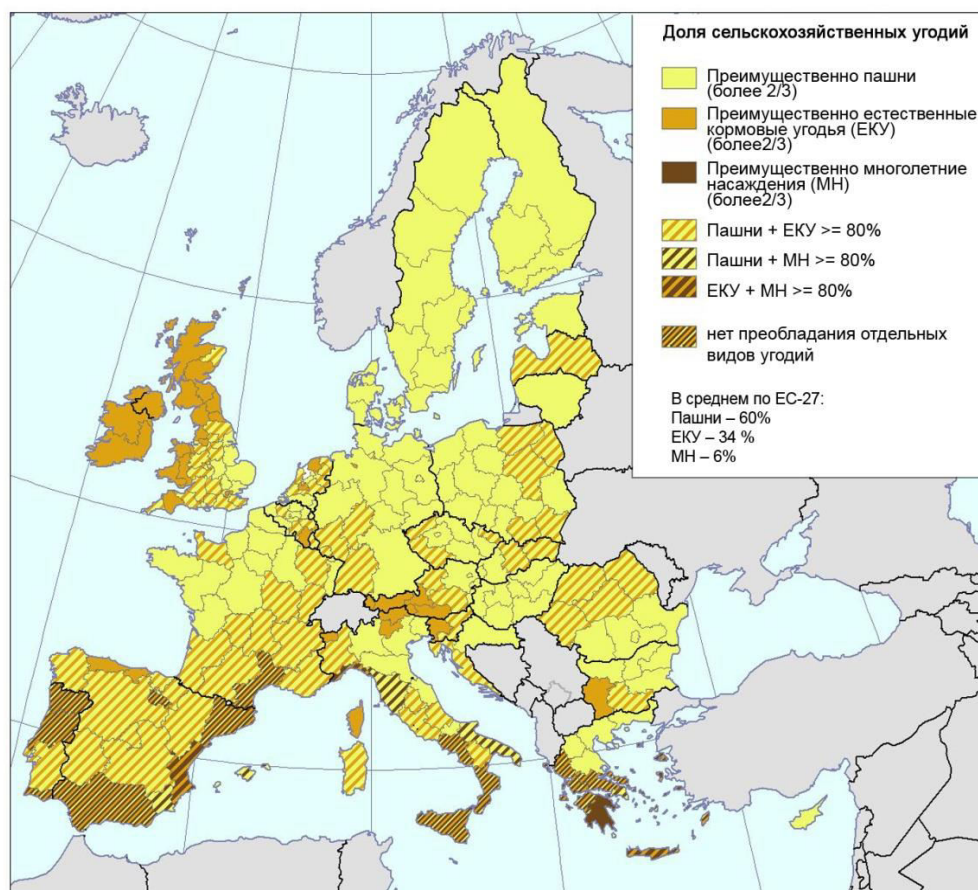 Доля сельскохозяйственных угодий
Преимущественно пашни
(более 2/3)
Преимущественно естественные
кормовые угодья (ЕКУ)
(более2/3)
Преимущественно многолетние
насаждения (МН)
(более2/3)
Пашни + ЕКУ >= 80%
Пашни + МН >= 80%
ЕКУ + МН >= 80%
нет преобладания отдельных
видов угодий
В среднем по ЕС-27:
Пашни – 60%
ЕКУ – 34 %
МН – 6%